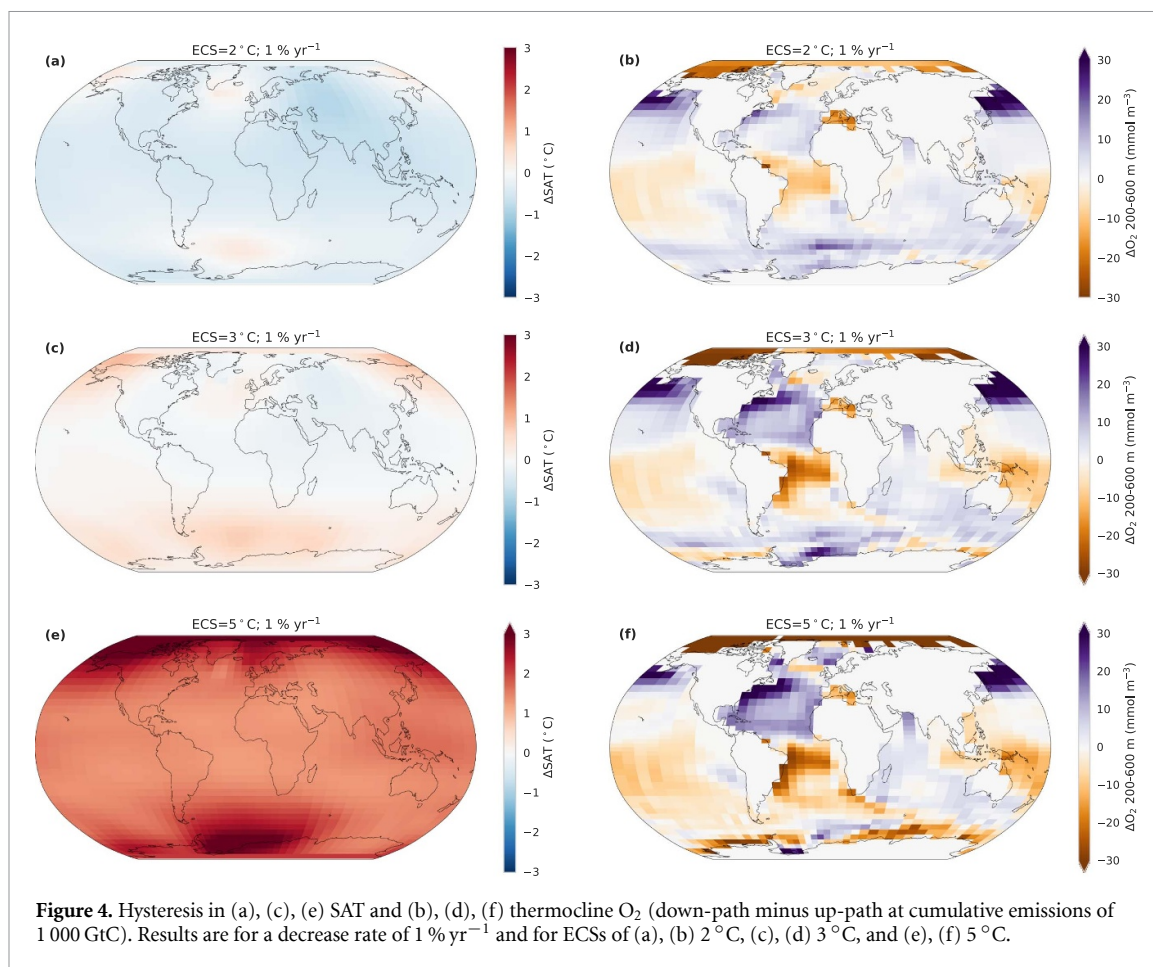 (a)
ECS=2°C; 1 % yr⁻¹
3
2
1
0
−1
−2
−3
ΔSAT (°C)
(b)
ECS=2°C; 1 % yr⁻¹
30
20
10
0
−10
−20
−30
ΔO₂ 200-600 m (mmol m⁻³)
(c)
ECS=3°C; 1 % yr⁻¹
3
2
1
0
−1
−2
−3
ΔSAT (°C)
(d)
ECS=3°C; 1 % yr⁻¹
30
20
10
0
−10
−20
−30
ΔO₂ 200-600 m (mmol m⁻³)
(e)
ECS=5°C; 1 % yr⁻¹
3
2
1
0
−1
−2
−3
ΔSAT (°C)
(f)
ECS=5°C; 1 % yr⁻¹
30
20
10
0
−10
−20
−30
ΔO₂ 200-600 m (mmol m⁻³)
Figure 4. Hysteresis in (a), (c), (e) SAT and (b), (d), (f) thermocline O₂ (down-path minus up-path at cumulative emissions of
1 000 GtC). Results are for a decrease rate of 1 % yr⁻¹ and for ECSs of (a), (b) 2 °C, (c), (d) 3 °C, and (e), (f) 5 °C.